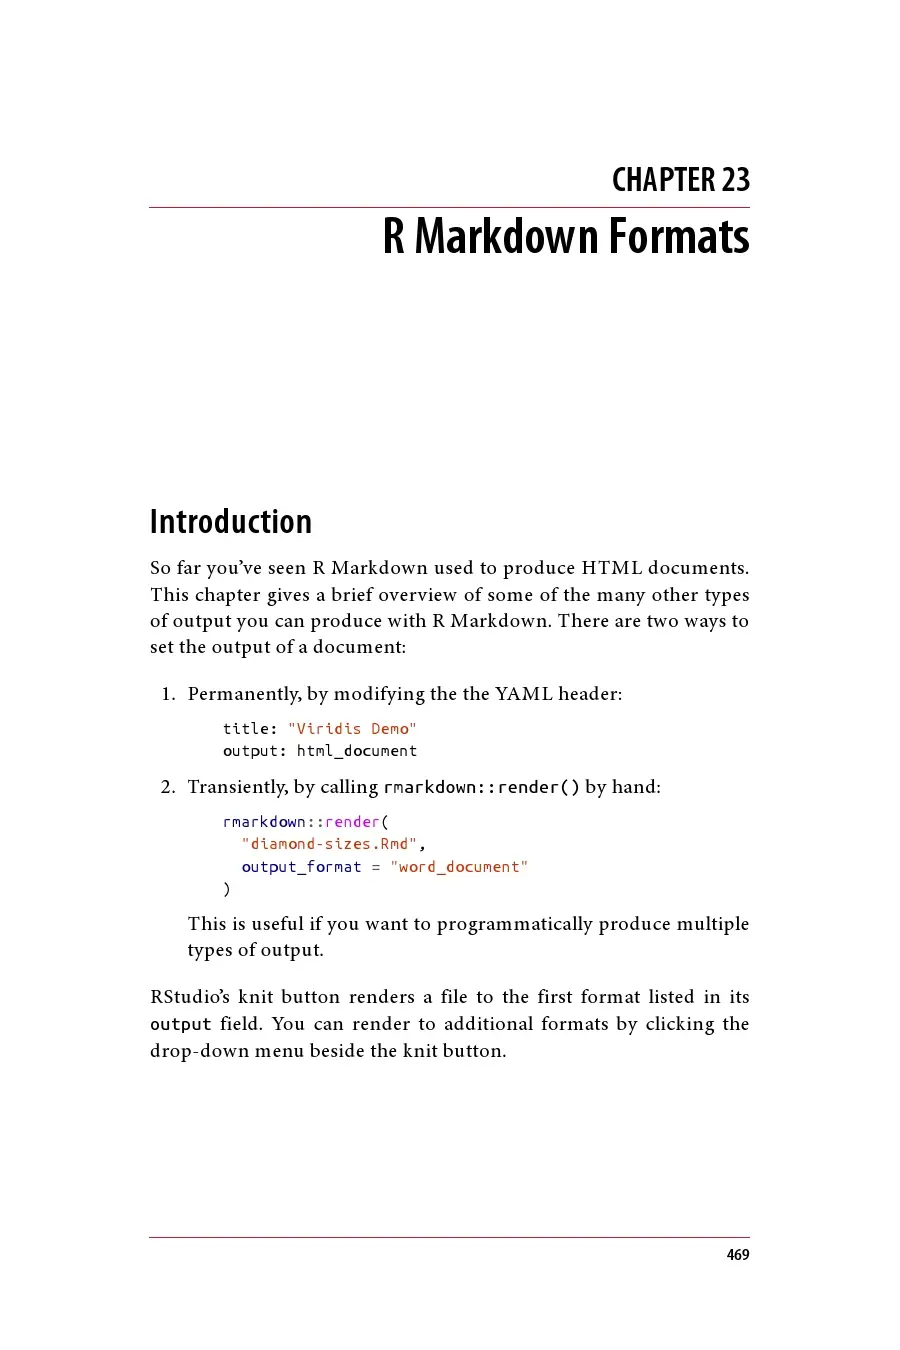 CHAPTER 23
R Markdown Formats
Introduction
So far you’ve seen R Markdown used to produce HTML documents.
This chapter gives a brief overview of some of the many other types
of output you can produce with R Markdown. There are two ways to
set the output of a document:
1. Permanently, by modifying the the YAML header:
title: "Viridis Demo"
output: html_document
2. Transiently, by calling rmarkdown::render() by hand:
rmarkdown::render(
"diamond-sizes.Rmd",
output_format = "word_document"
)
This is useful if you want to programmatically produce multiple
types of output.
RStudio’s knit button renders a file to the first format listed in its
output field. You can render to additional formats by clicking the
drop-down menu beside the knit button.
469